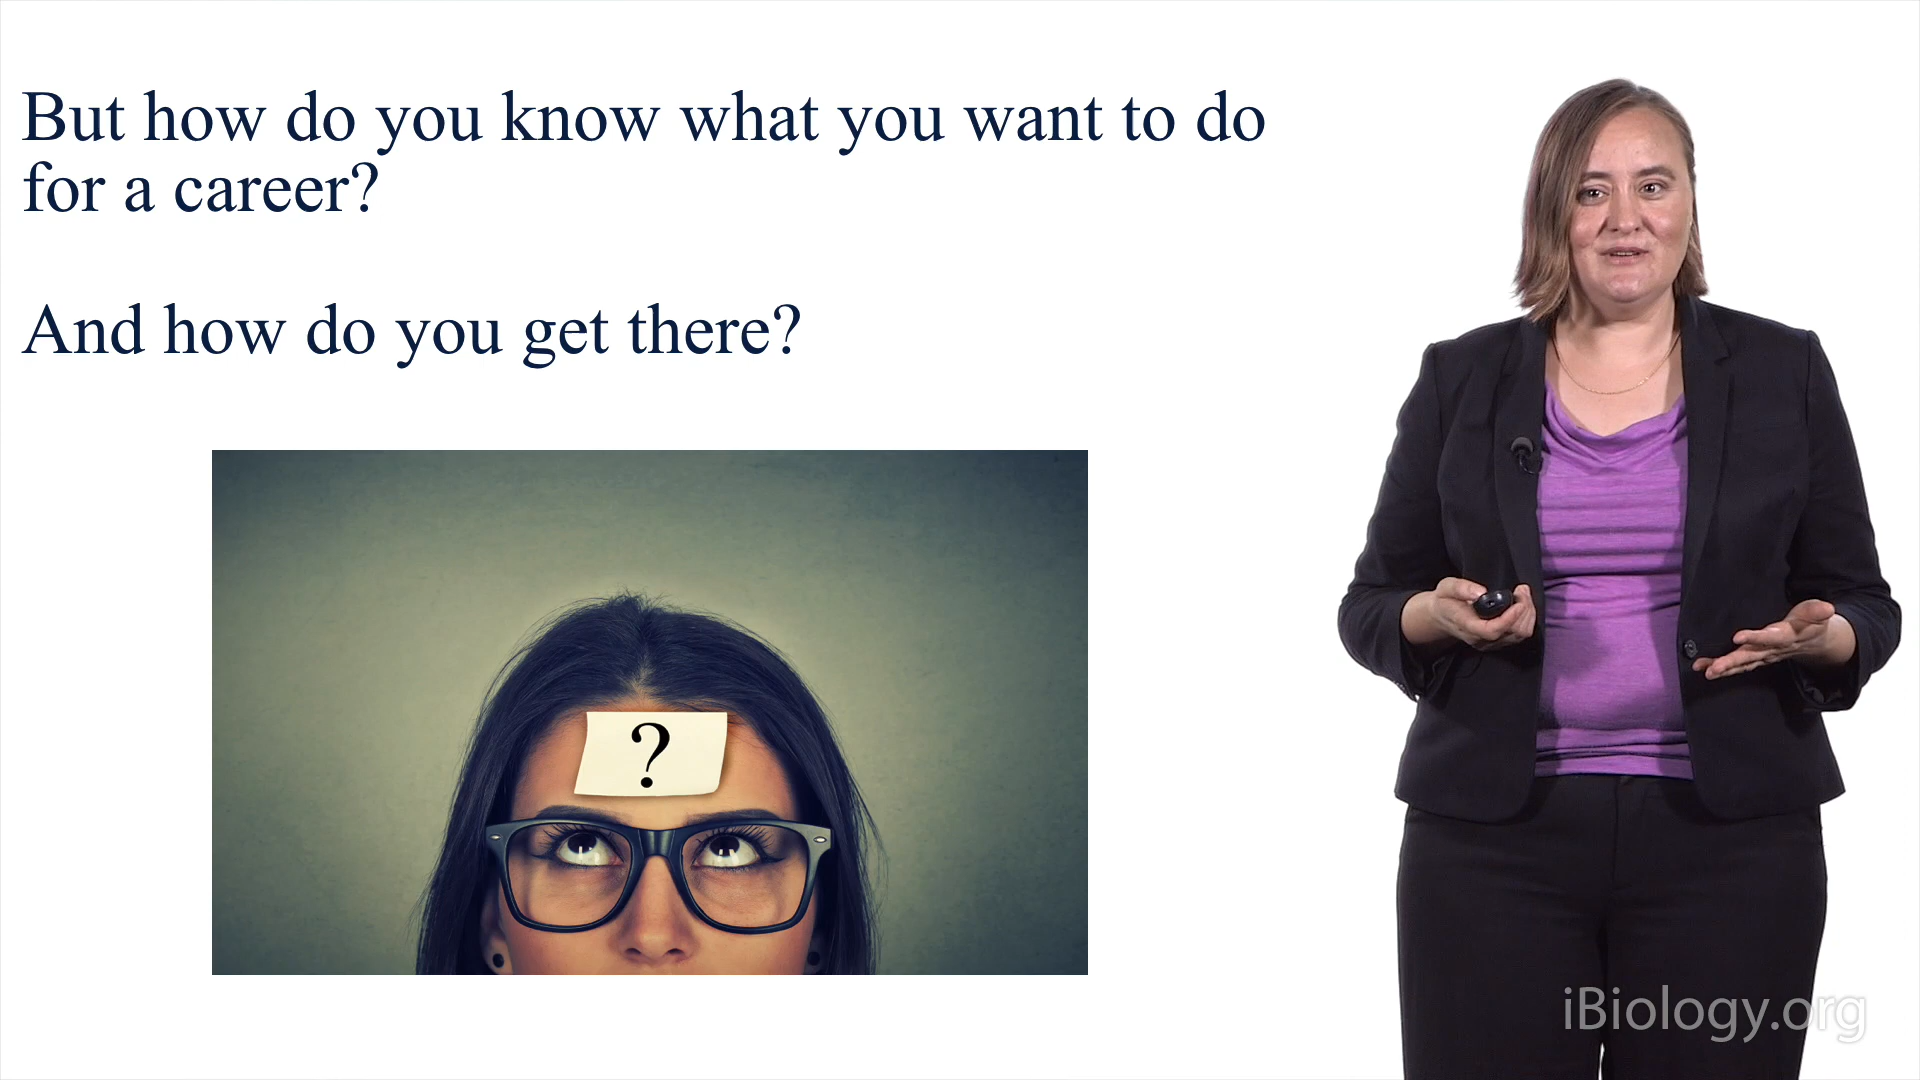 But how do you know what you want to do
for a career?
And how do you get there?
?
iBiology.org